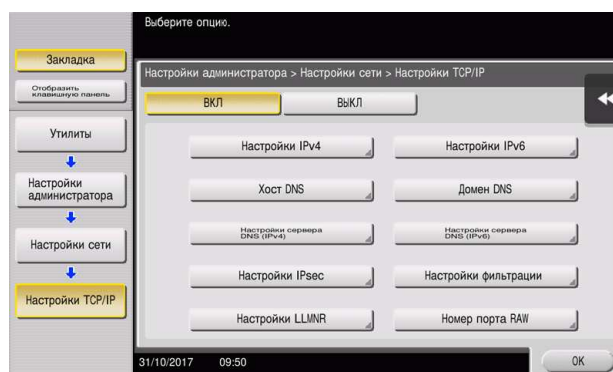 Выберите опцию.
Закладка
Отобразить
клавишную панель
Утилиты
Настройки
администратора
Настройки сети
Настройки TCP/IP
Настройки администратора > Настройки сети > Настройки TCP/IP
ВКЛ
ВЫКЛ
Настройки IPv4
Настройки IPv6
Хост DNS
Домен DNS
Настройки сервера
DNS (IPv4)
Настройки сервера
DNS (IPv6)
Настройки IPsec
Настройки фильтрации
Настройки LLMNR
Номер порта RAW
31/10/2017 09:50
OK